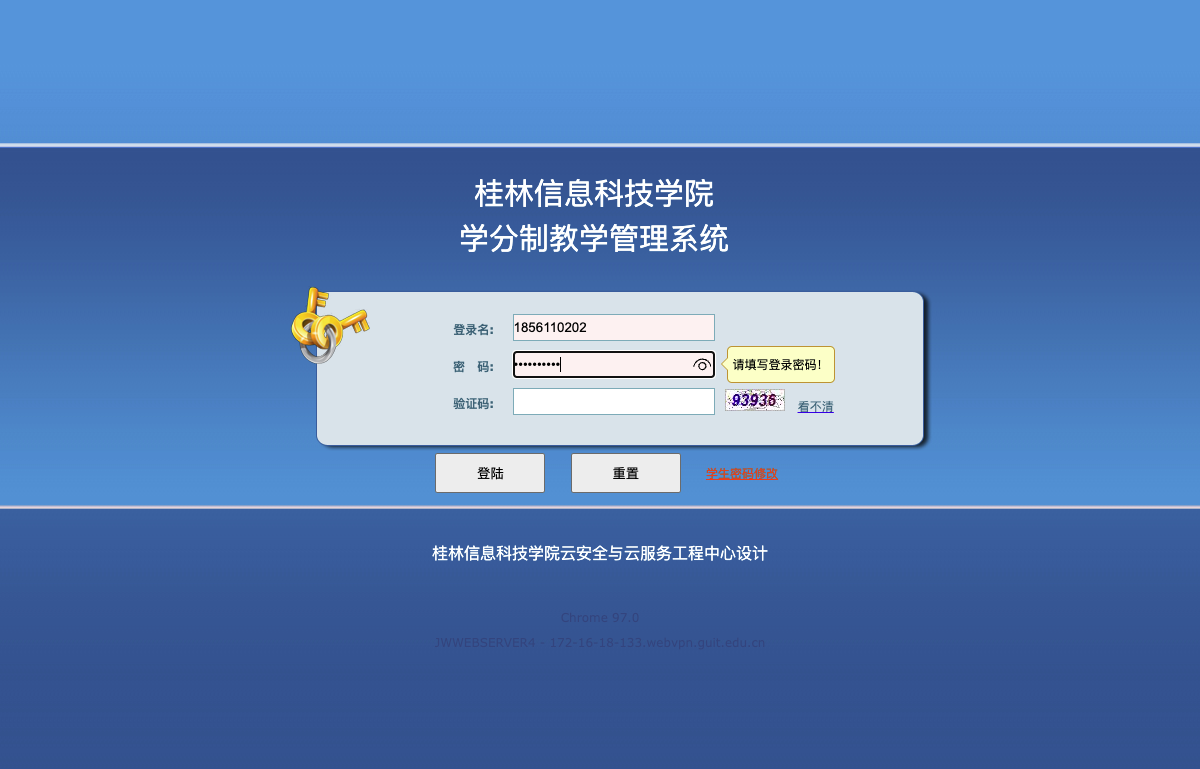 桂林信息科技学院
学分制教学管理系统
登录名: 1856110202
密 码: •••••••••• 请填写登录密码!
验证码: 93935 看不清
登陆 重置 学生密码修改
桂林信息科技学院云安全与云服务工程中心设计
Chrome 97.0
JWWEBSERVER4 - 172-16-18-133.webvpn.guit.edu.cn